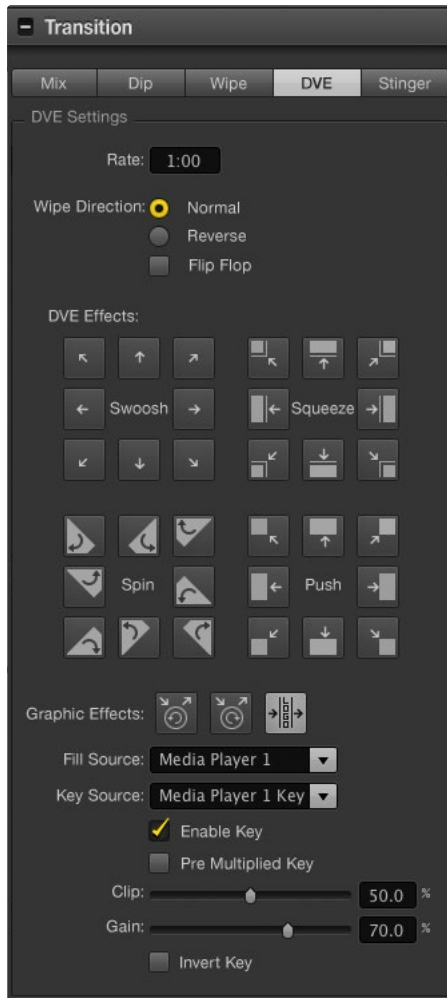 Transition
Mix Dip Wipe DVE Stinger
DVE Settings
Rate: 1:00
Wipe Direction: Normal
Reverse
Flip Flop
DVE Effects:
Swoosh Squeeze
Spin Push
Graphic Effects: LOGO
Fill Source: Media Player 1
Key Source: Media Player 1 Key
Enable Key
Pre Multiplied Key
Clip: 50.0 %
Gain: 70.0 %
Invert Key